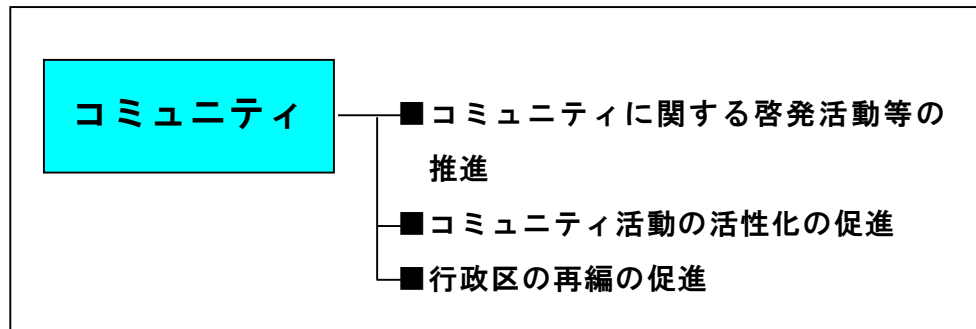 コミュニティ
■コミュニティに関する啓発活動等の
推進
■コミュニティ活動の活性化の促進
■行政区の再編の促進